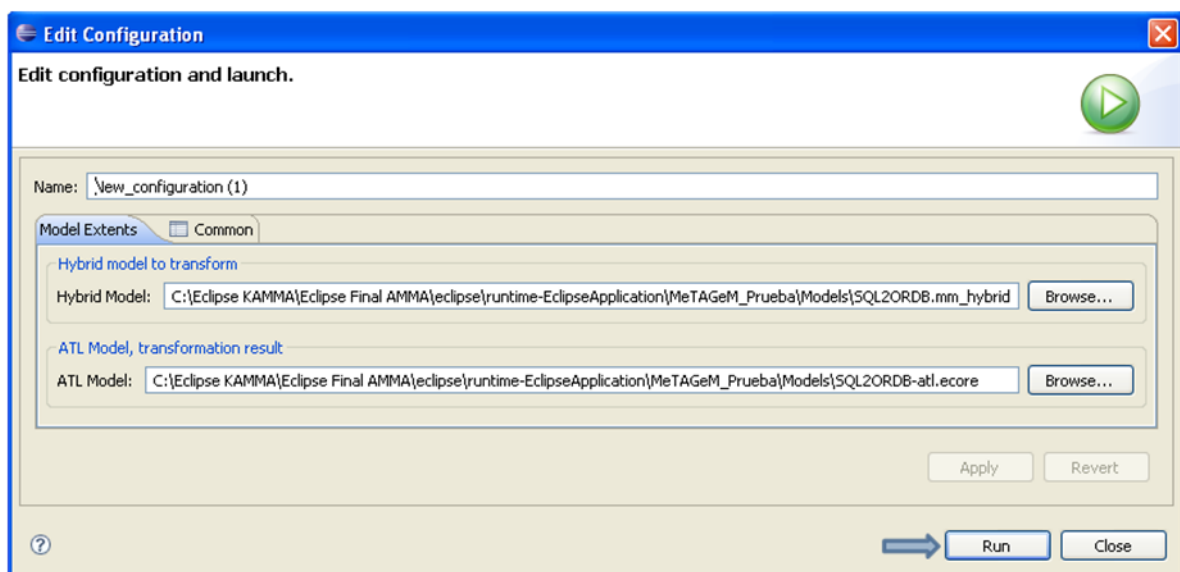 Edit Configuration
Edit configuration and launch.
Name: New_configuration (1)
Model Extents Common
Hybrid model to transform
Hybrid Model: C:\Eclipse KAMMA\Eclipse Final AMMA\eclipse\runtime-EclipseApplication\MeTAGeM_Prueba\Models\SQL2ORDB.mm_hybrid Browse...
ATL Model, transformation result
ATL Model: C:\Eclipse KAMMA\Eclipse Final AMMA\eclipse\runtime-EclipseApplication\MeTAGeM_Prueba\Models\SQL2ORDB-atl.ecore Browse...
Apply Revert
? Run Close